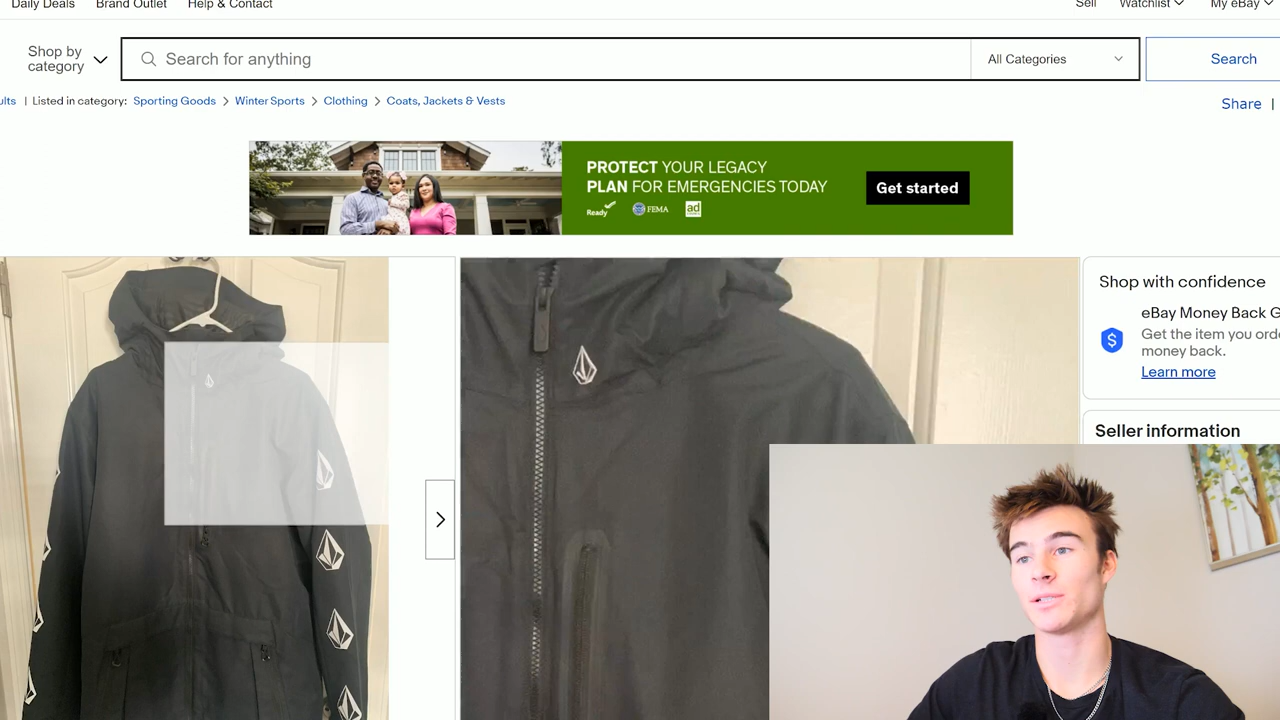 Daily Deals Brand Outlet Help & Contact Sell Watchlist My eBay
Shop by
category
Search for anything
All Categories
Search
ults | Listed in category: Sporting Goods > Winter Sports > Clothing > Coats, Jackets & Vests
Share |
PROTECT YOUR LEGACY
PLAN FOR EMERGENCIES TODAY
Ready FEMA ad
Get started
Shop with confidence
eBay Money Back G
Get the item you orde
money back.
Learn more
Seller information